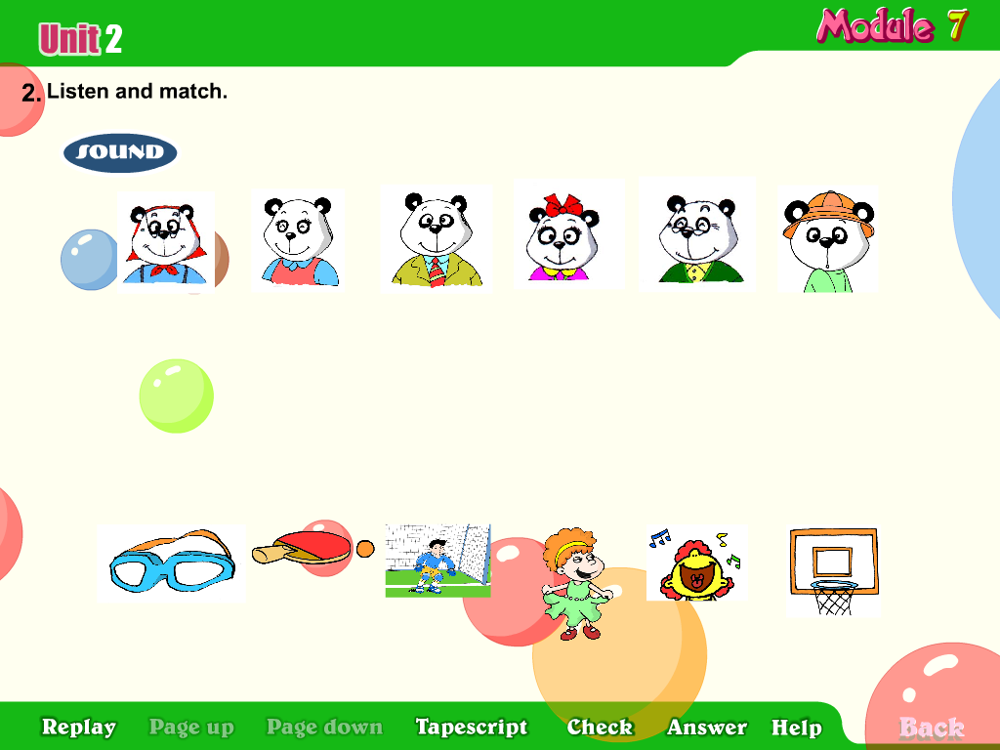 Unit 2
Module 7
2. Listen and match.
SOUND
Replay Page up Page down Tapescript Check Answer Help Back